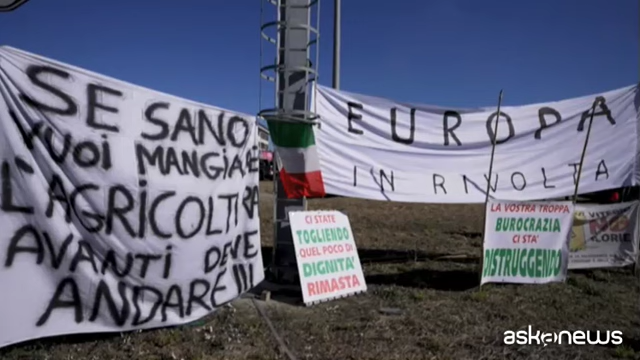 SE SANO
VUOI MANGIARE
L'AGRICOLTURA
AVANTI DEVE
ANDARE!!!
EUROPA
IN RIVOLTA
CI STATE
TOGLIENDO
QUEL POCO DI
DIGNITA'
RIMASTA
LA VOSTRA TROPPA
BUROCRAZIA
CI STA'
DISTRUGGENDO
askanews